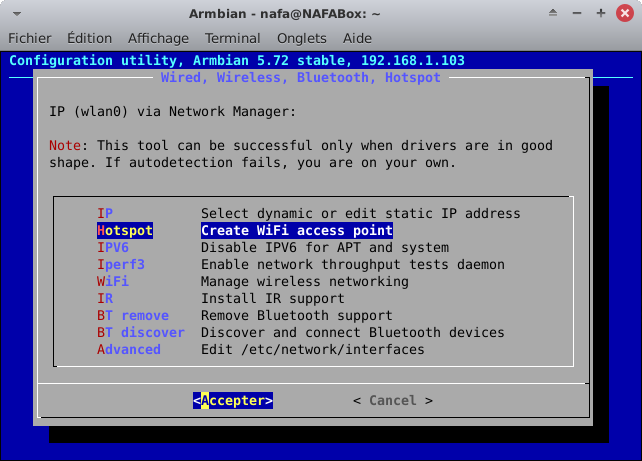 Armbian - nafa@NAFABox: ~
Fichier Édition Affichage Terminal Onglets Aide
Configuration utility, Armbian 5.72 stable, 192.168.1.103
Wired, Wireless, Bluetooth, Hotspot
IP (wlan0) via Network Manager:
Note: This tool can be successful only when drivers are in good
shape. If autodetection fails, you are on your own.
IP Select dynamic or edit static IP address
Hotspot Create WiFi access point
IPV6 Disable IPV6 for APT and system
Iperf3 Enable network throughput tests daemon
WiFi Manage wireless networking
IR Install IR support
BT remove Remove Bluetooth support
BT discover Discover and connect Bluetooth devices
Advanced Edit /etc/network/interfaces
<Accepter> < Cancel >